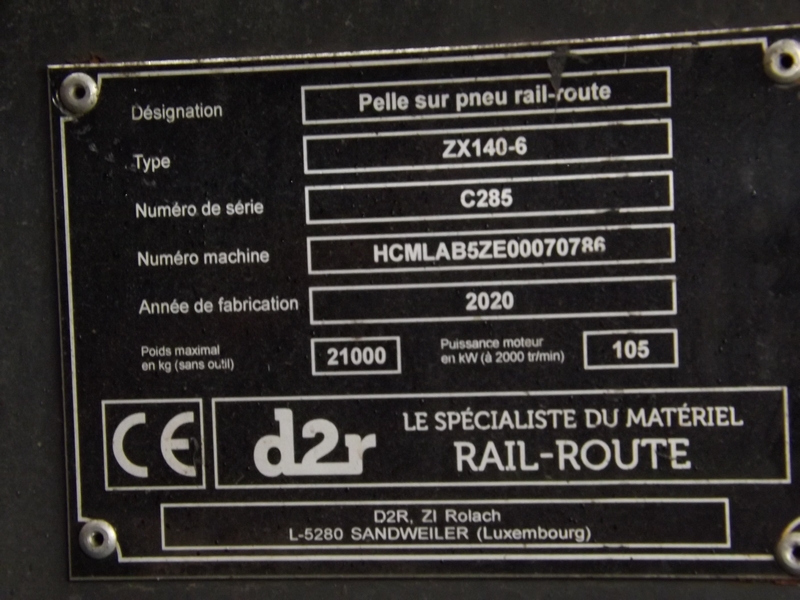 Désignation Pelle sur pneu rail-route
Type ZX140-6
Numéro de série C285
Numéro machine HCMLAB5ZE00070786
Année de fabrication 2020
Poids maximal
en kg (sans outil) 21000
Puissance moteur
en kW (à 2000 tr/min) 105
CE
d2r
LE SPÉCIALISTE DU MATÉRIEL
RAIL-ROUTE
D2R, ZI Rolach
L-5280 SANDWEILER (Luxembourg)